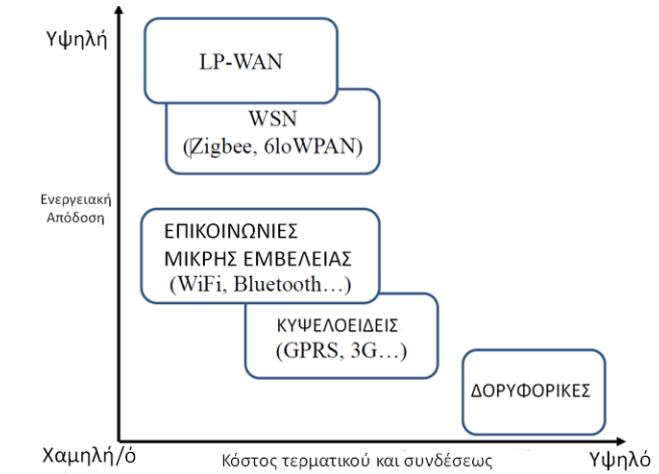 Υψηλή
LP-WAN
WSN
(Zigbee, 6loWPAN)
Ενεργειακή
Απόδοση
ΕΠΙΚΟΙΝΩΝΙΕΣ
ΜΙΚΡΗΣ ΕΜΒΕΛΕΙΑΣ
(WiFi, Bluetooth…)
ΚΥΨΕΛΟΕΙΔΕΙΣ
(GPRS, 3G…)
ΔΟΡΥΦΟΡΙΚΕΣ
Χαμηλή/ό
Κόστος τερματικού και συνδέσεως
Υψηλό